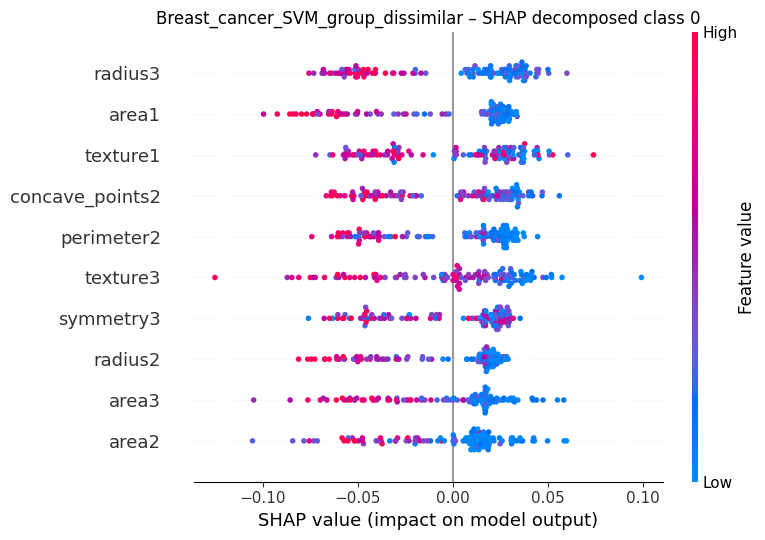 Breast_cancer_SVM_group_dissimilar – SHAP decomposed class 0
High
radius3
area1
texture1
concave_points2
perimeter2
texture3
symmetry3
radius2
area3
area2
Feature value
Low
−0.10 −0.05 0.00 0.05 0.10
SHAP value (impact on model output)